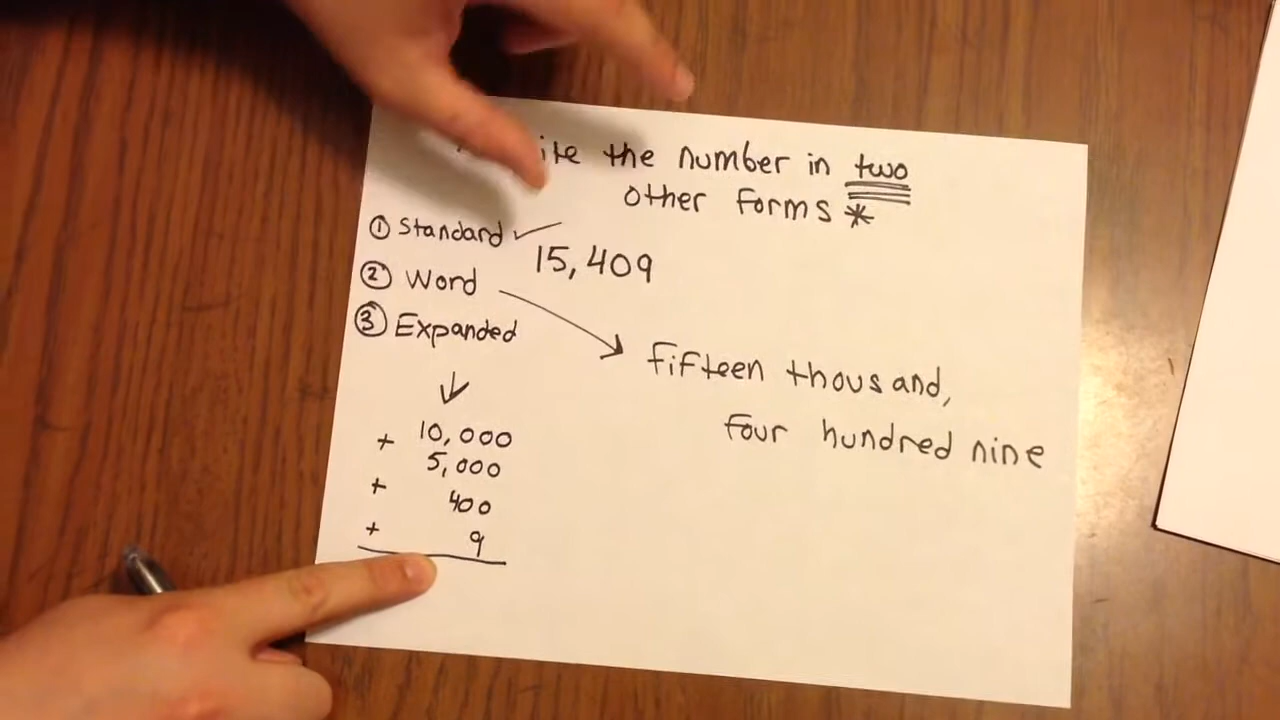 the number in two
other forms *
① Standard ✓
15,409
② Word
③ Expanded
fifteen thousand,
four hundred nine
10,000
+ 5,000
+ 400
+ 9